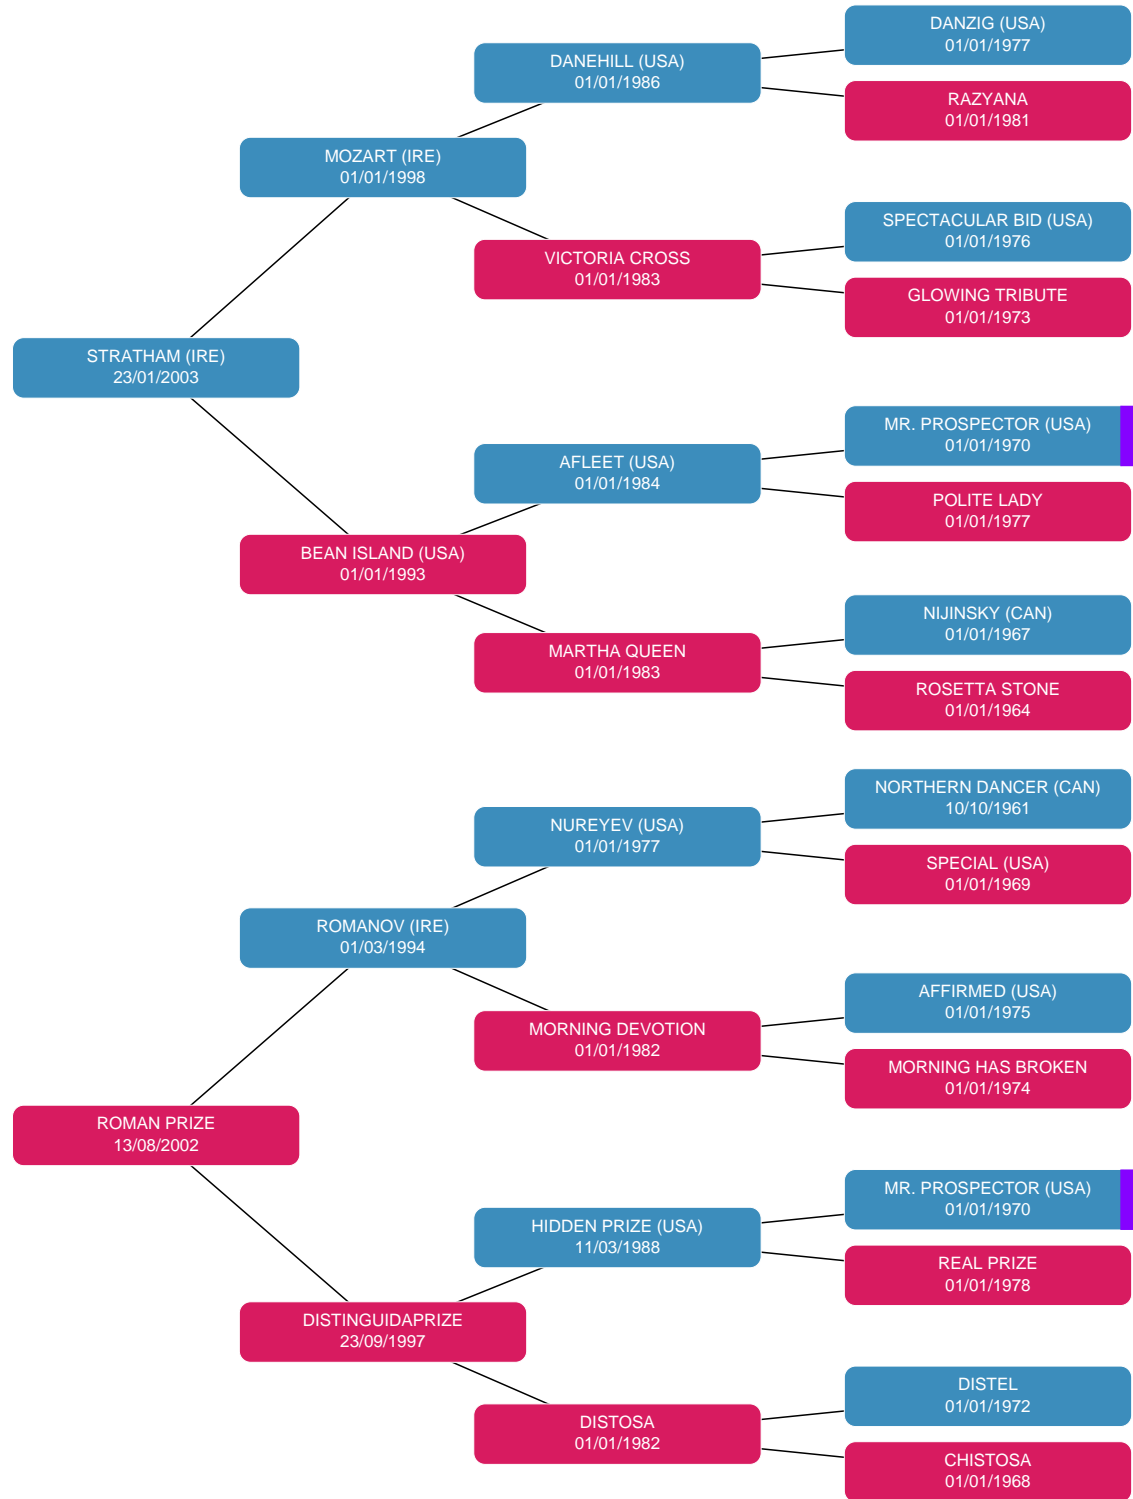 DANZIG (USA)
01/01/1977
DANEHILL (USA)
01/01/1986
RAZYANA
01/01/1981
MOZART (IRE)
01/01/1998
SPECTACULAR BID (USA)
01/01/1976
VICTORIA CROSS
01/01/1983
GLOWING TRIBUTE
01/01/1973
STRATHAM (IRE)
23/01/2003
MR. PROSPECTOR (USA)
01/01/1970
AFLEET (USA)
01/01/1984
POLITE LADY
01/01/1977
BEAN ISLAND (USA)
01/01/1993
NIJINSKY (CAN)
01/01/1967
MARTHA QUEEN
01/01/1983
ROSETTA STONE
01/01/1964
NORTHERN DANCER (CAN)
10/10/1961
NUREYEV (USA)
01/01/1977
SPECIAL (USA)
01/01/1969
ROMANOV (IRE)
01/03/1994
AFFIRMED (USA)
01/01/1975
MORNING DEVOTION
01/01/1982
MORNING HAS BROKEN
01/01/1974
ROMAN PRIZE
13/08/2002
MR. PROSPECTOR (USA)
01/01/1970
HIDDEN PRIZE (USA)
11/03/1988
REAL PRIZE
01/01/1978
DISTINGUIDAPRIZE
23/09/1997
DISTEL
01/01/1972
DISTOSA
01/01/1982
CHISTOSA
01/01/1968